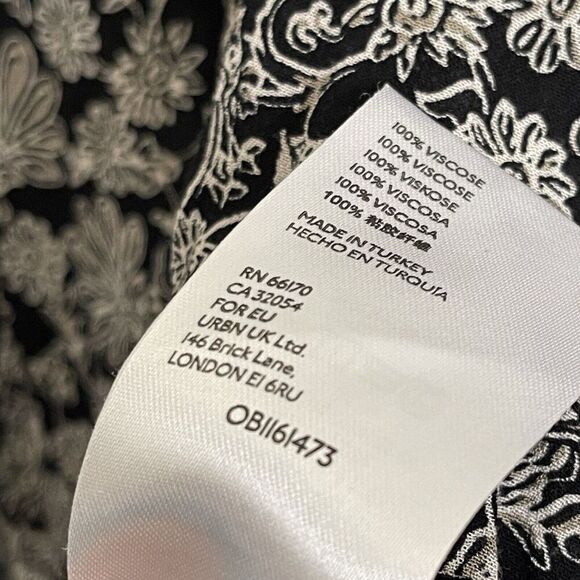 100% VISCOSE
100% VISCOSE
100% VISKOSE
100% VISCOSA
100% VISCOSA
100% 粘胶纤维
MADE IN TURKEY
HECHO EN TURQUÍA
RN 66170
CA 32054
FOR EU
URBN UK Ltd.
146 Brick Lane,
LONDON E1 6RU
OB1161473